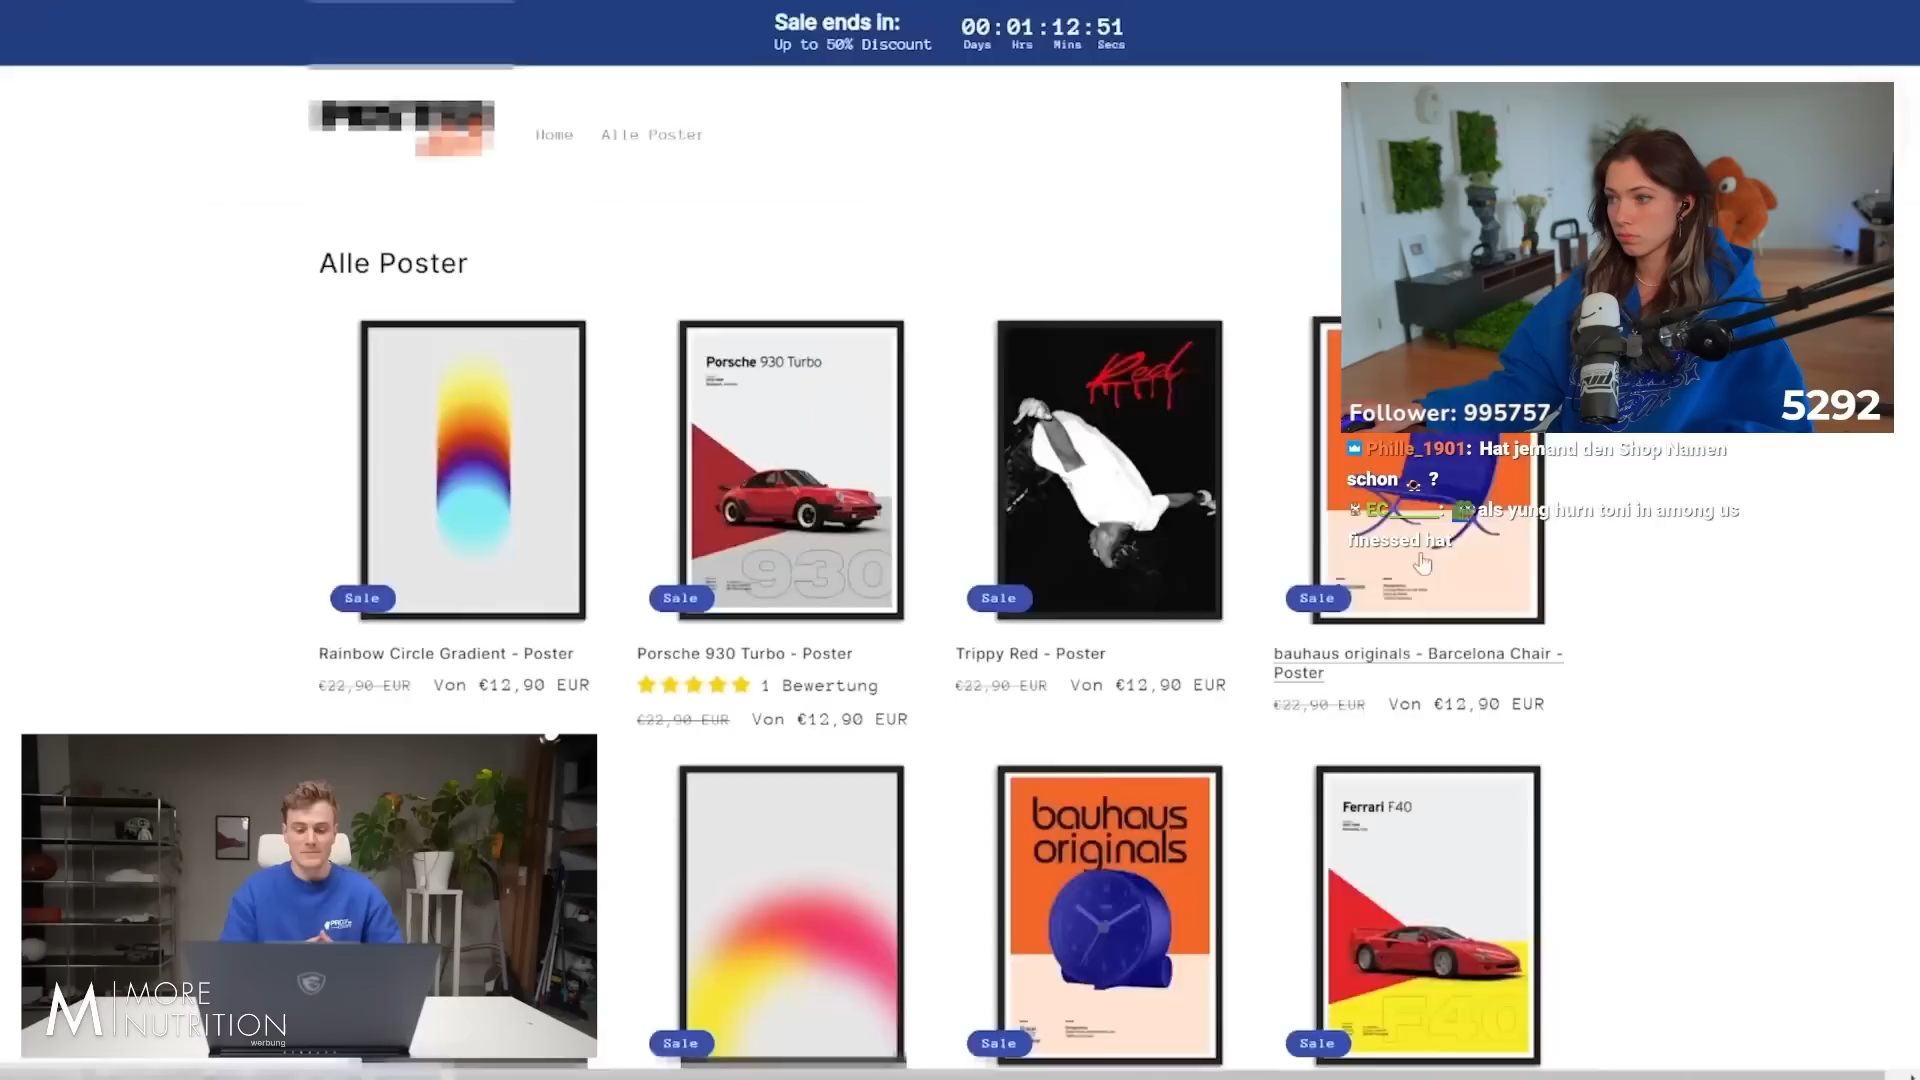 Sale ends in:
Up to 50% Discount
00:01:12:51
Days Hrs Mins Secs
Home Alle Poster
Alle Poster
Porsche 930 Turbo
930
Red
Sale
Sale
Sale
Sale
Rainbow Circle Gradient - Poster
€22,90 EUR Von €12,90 EUR
Porsche 930 Turbo - Poster
1 Bewertung
€22,90 EUR Von €12,90 EUR
Trippy Red - Poster
€22,90 EUR Von €12,90 EUR
bauhaus originals - Barcelona Chair -
Poster
€22,90 EUR Von €12,90 EUR
Follower: 995757
5292
Phille_1901: Hat jemand den Shop Namen
schon ?
als yung hurn toni in among us
finessed hat
bauhaus
originals
Ferrari F40
F40
Sale
Sale
Sale
M MORE
NUTRITION
werbung